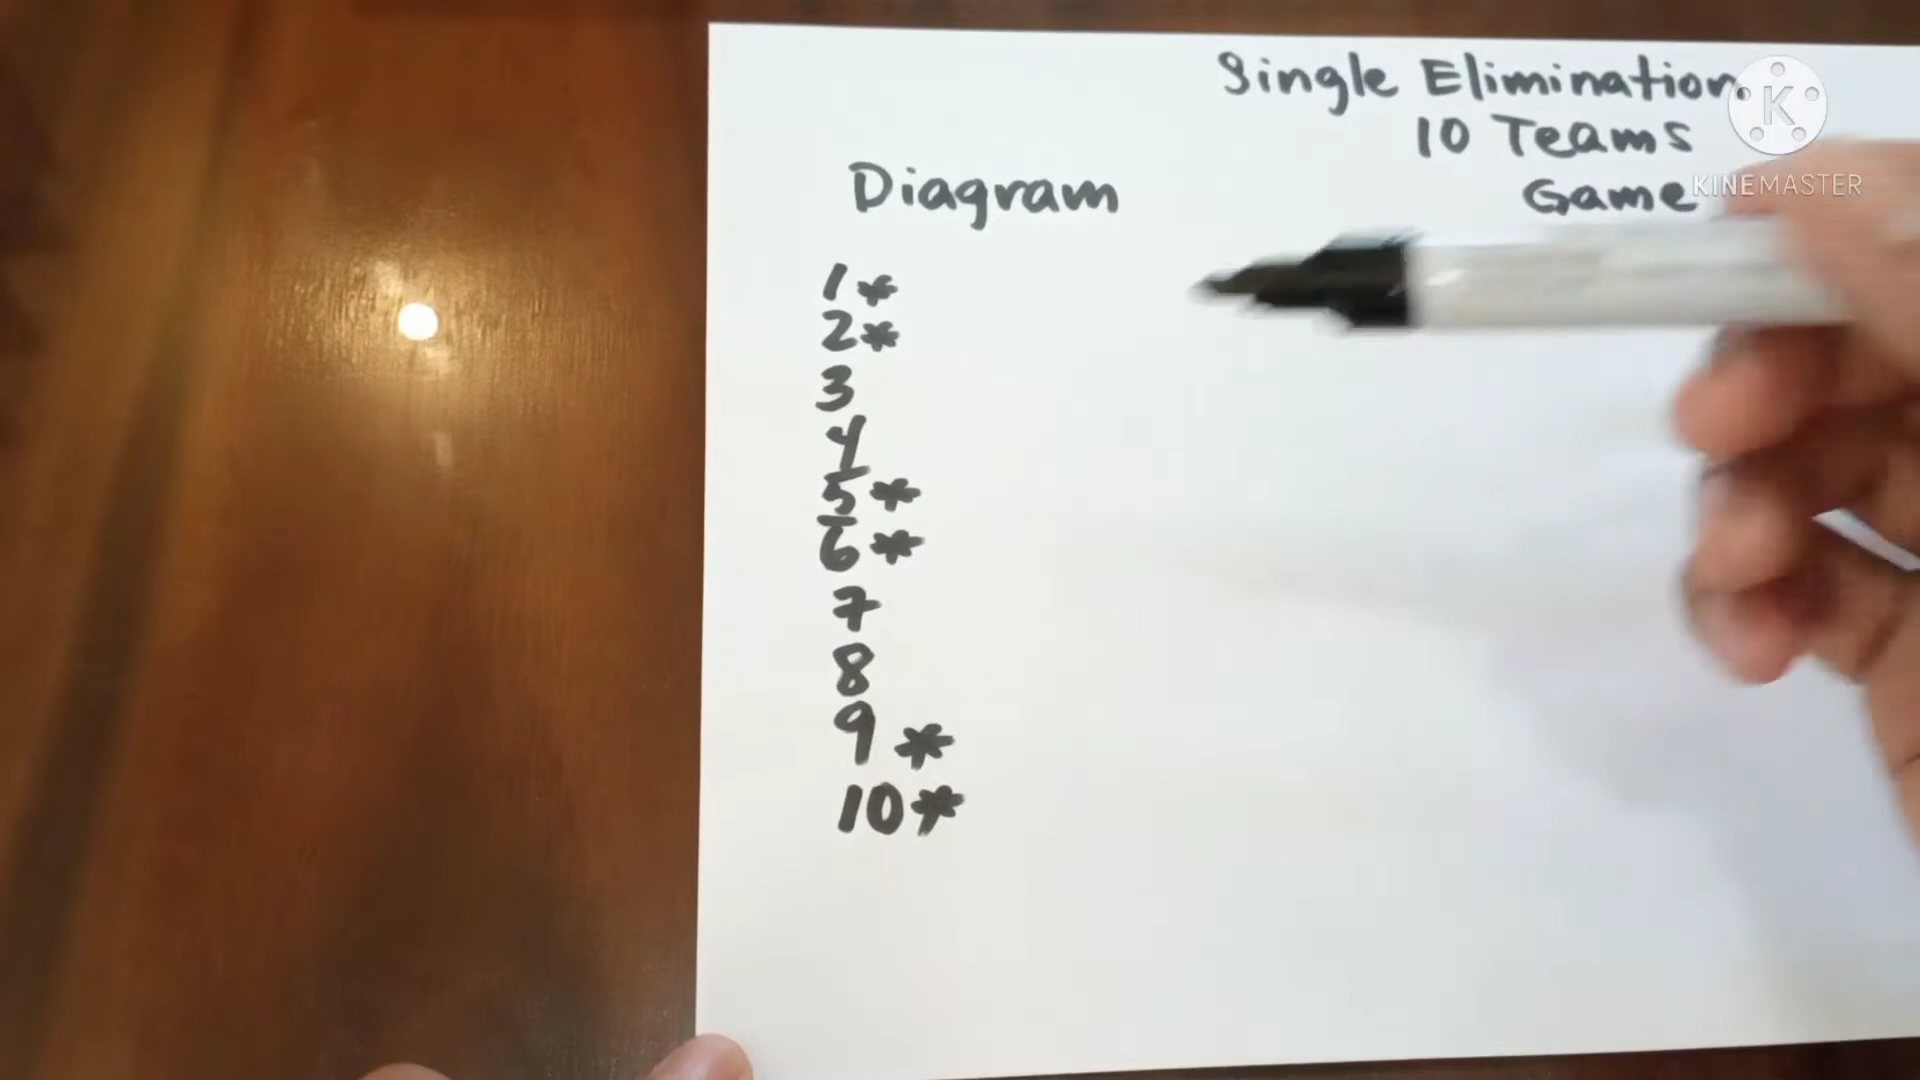 Single Elimination
10 Teams
Game
Diagram
1*
2*
3
4
5*
6*
7
8
9*
10*
K
KINEMASTER